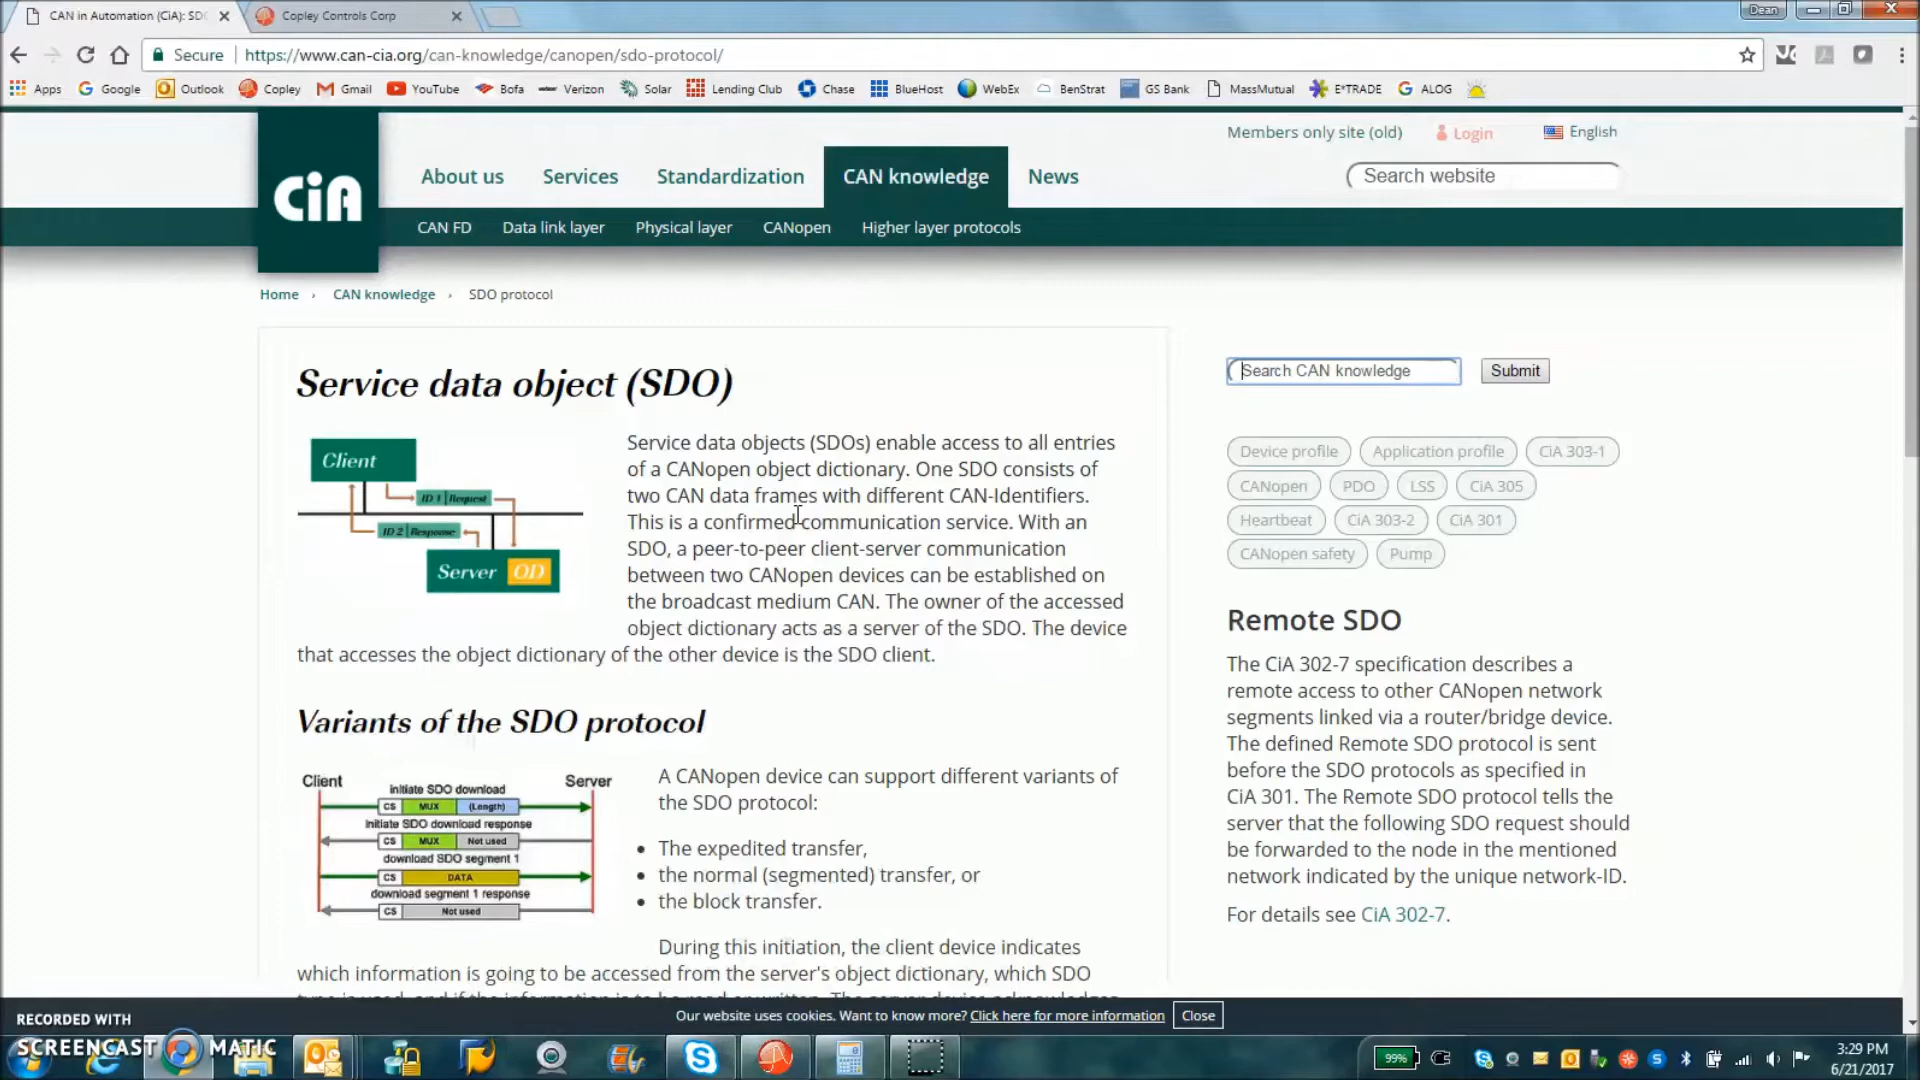 CAN in Automation (CiA): SD
Copley Controls Corp
Dean
Secure
https://www.can-cia.org/can-knowledge/canopen/sdo-protocol/
Apps Google Outlook Copley Gmail YouTube Bofa Verizon Solar Lending Club Chase BlueHost WebEx BenStrat GS Bank MassMutual E*TRADE ALOG
Members only site (old) Login English
CiA
About us Services Standardization CAN knowledge News
Search website
CAN FD Data link layer Physical layer CANopen Higher layer protocols
Home › CAN knowledge › SDO protocol
Service data object (SDO)
Client
ID 1 Request
ID 2 Response
Server OD
Service data objects (SDOs) enable access to all entries
of a CANopen object dictionary. One SDO consists of
two CAN data frames with different CAN-Identifiers.
This is a confirmed communication service. With an
SDO, a peer-to-peer client-server communication
between two CANopen devices can be established on
the broadcast medium CAN. The owner of the accessed
object dictionary acts as a server of the SDO. The device
that accesses the object dictionary of the other device is the SDO client.
Variants of the SDO protocol
Client Server
initiate SDO download
CS MUX (Length)
initiate SDO download response
CS MUX Not used
download SDO segment 1
CS DATA
download segment 1 response
CS Not used
A CANopen device can support different variants of
the SDO protocol:
• The expedited transfer,
• the normal (segmented) transfer, or
• the block transfer.
During this initiation, the client device indicates
which information is going to be accessed from the server's object dictionary, which SDO
Search CAN knowledge Submit
Device profile Application profile CiA 303-1
CANopen PDO LSS CiA 305
Heartbeat CiA 303-2 CiA 301
CANopen safety Pump
Remote SDO
The CiA 302-7 specification describes a
remote access to other CANopen network
segments linked via a router/bridge device.
The defined Remote SDO protocol is sent
before the SDO protocols as specified in
CiA 301. The Remote SDO protocol tells the
server that the following SDO request should
be forwarded to the node in the mentioned
network indicated by the unique network-ID.
For details see CiA 302-7.
Our website uses cookies. Want to know more? Click here for more information Close
RECORDED WITH
SCREENCAST MATIC
99%
3:29 PM
6/21/2017